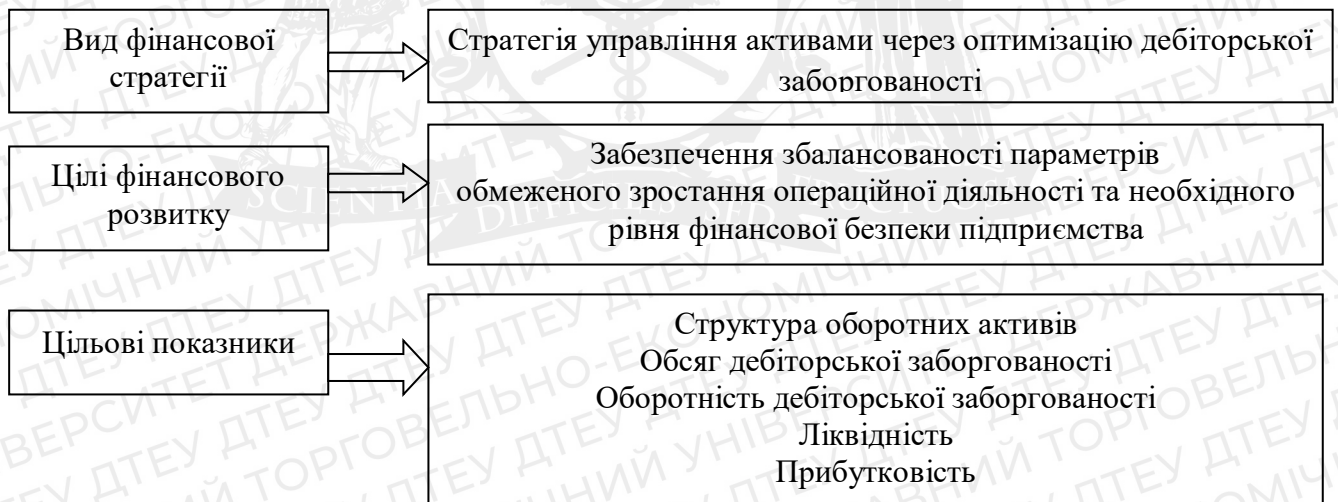 Вид фінансової
стратегії
Стратегія управління активами через оптимізацію дебіторської
заборгованості
Цілі фінансового
розвитку
Забезпечення збалансованості параметрів
обмеженого зростання операційної діяльності та необхідного
рівня фінансової безпеки підприємства
Цільові показники
Структура оборотних активів
Обсяг дебіторської заборгованості
Оборотність дебіторської заборгованості
Ліквідність
Прибутковість